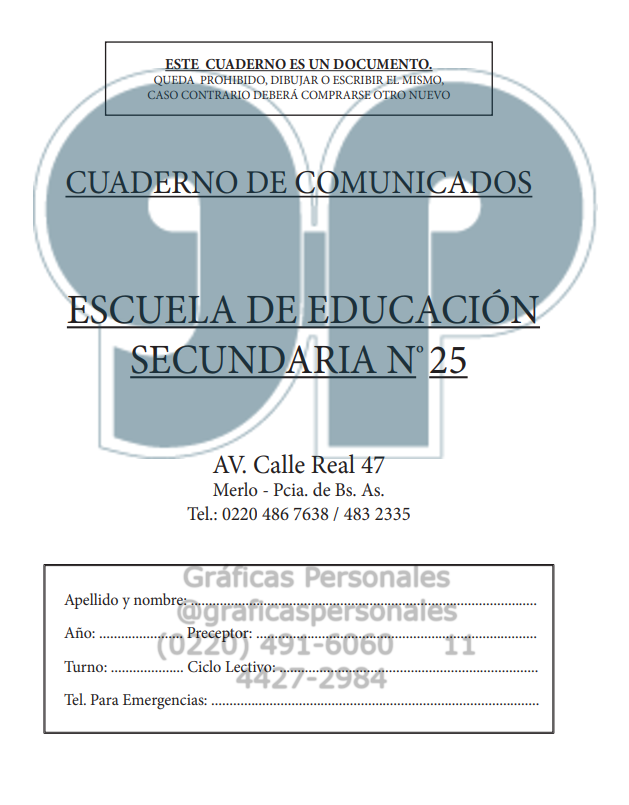 ESTE CUADERNO ES UN DOCUMENTO.
QUEDA PROHIBIDO, DIBUJAR O ESCRIBIR EL MISMO,
CASO CONTRARIO DEBERÁ COMPRARSE OTRO NUEVO
CUADERNO DE COMUNICADOS
ESCUELA DE EDUCACIÓN
SECUNDARIA N° 25
AV. Calle Real 47
Merlo - Pcia. de Bs. As.
Tel.: 0220 486 7638 / 483 2335
Gráficas Personales
Apellido y nombre: ..........................................................................................
@graficaspersonales
Año: ....................... Preceptor: ............................................................................
(0220) 491-6060 11
Turno: .................... Ciclo Lectivo: .......................................................................
4427-2984
Tel. Para Emergencias: .........................................................................................
gp